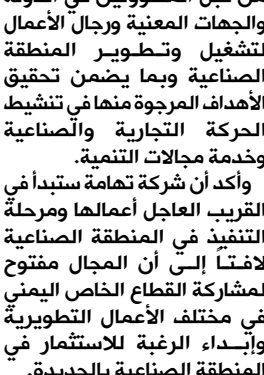 من قبل المسؤولين في الدولة
والجهات المعنية ورجال الأعمال
لتشغيل وتطوير المنطقة
الصناعية وبما يضمن تحقيق
الأهداف المرجوة منها في تنشيط
الحركة التجارية والصناعية
وخدمة مجالات التنمية.
وأكد أن شركة تهامة ستبدأ في
القريب العاجل أعمالها ومرحلة
التنفيذ في المنطقة الصناعية
لافتاً إلى أن المجال مفتوح
لمشاركة القطاع الخاص اليمني
في مختلف الأعمال التطويرية
وإبداء الرغبة للاستثمار في
المنطقة الصناعية بالحديدة.